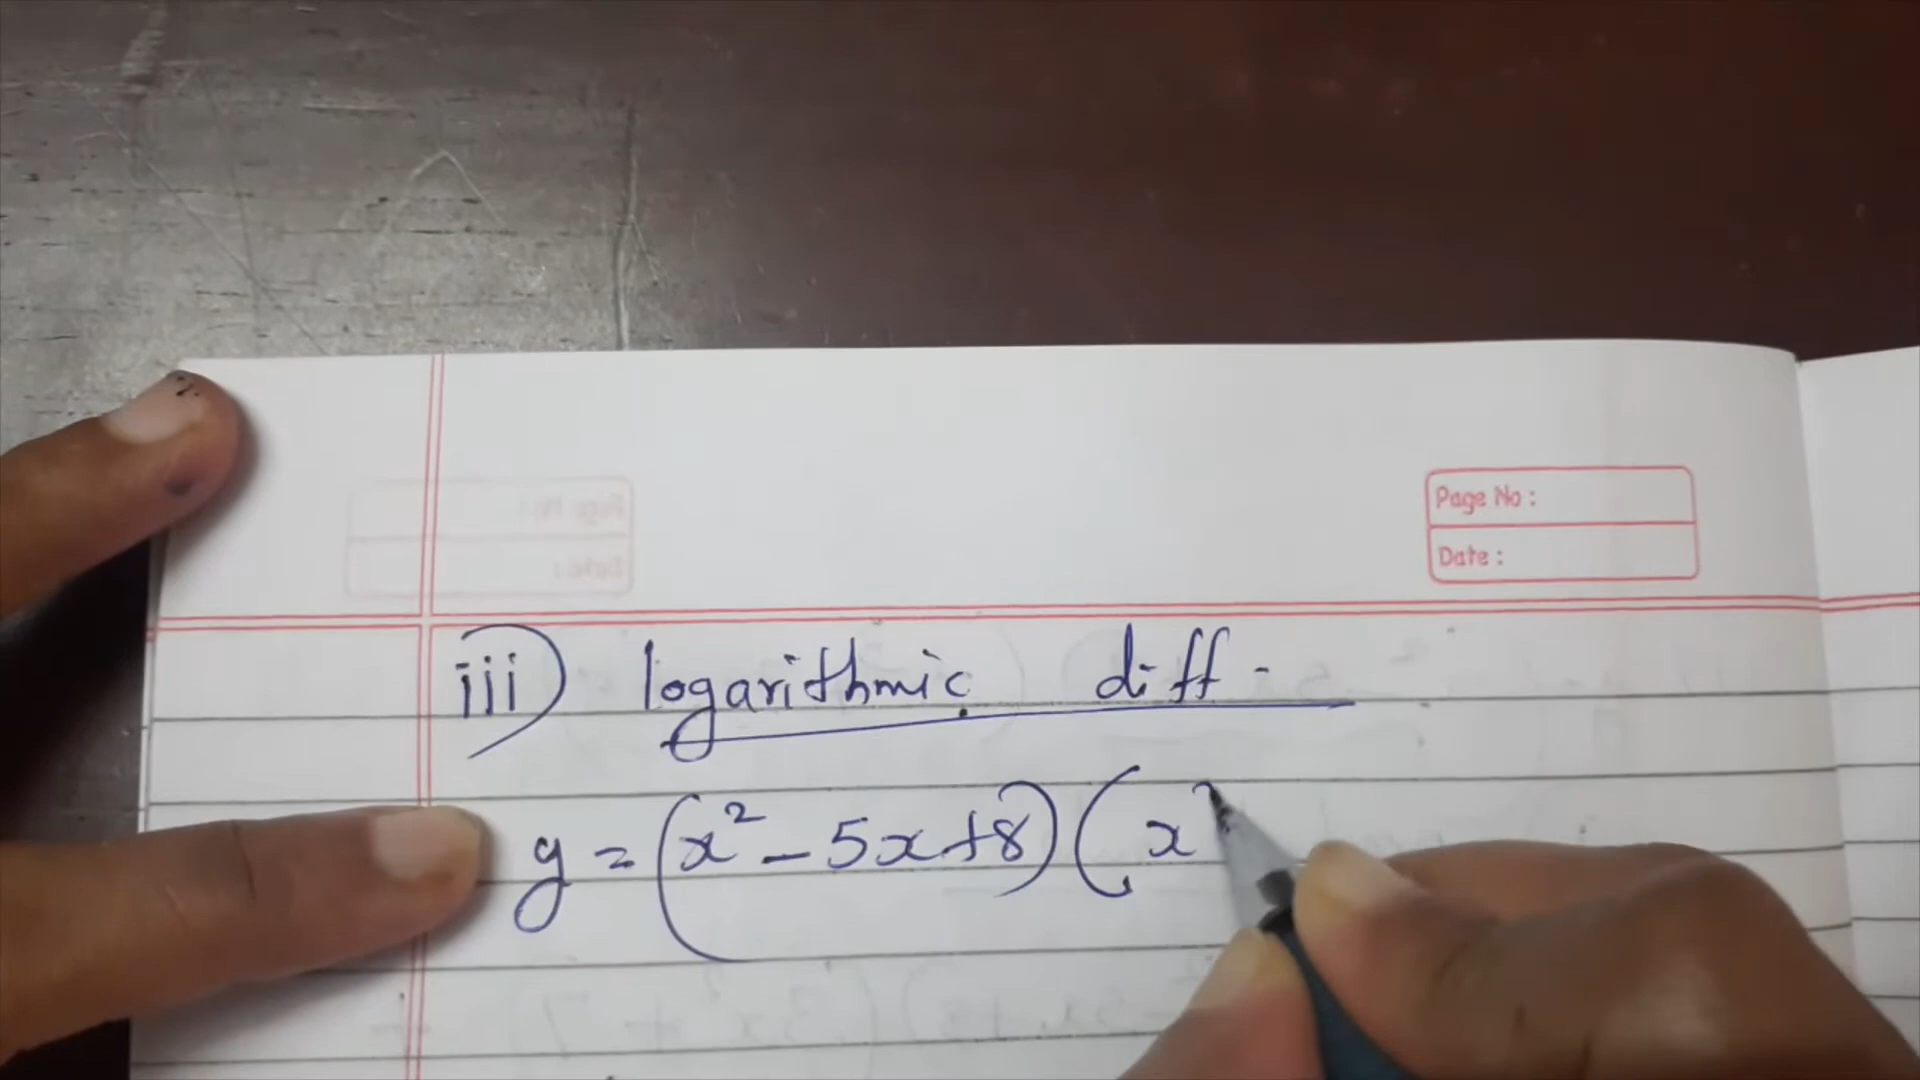 Page No :
Date :
iii) logarithmic diff.
y = (x² - 5x + 8) (x